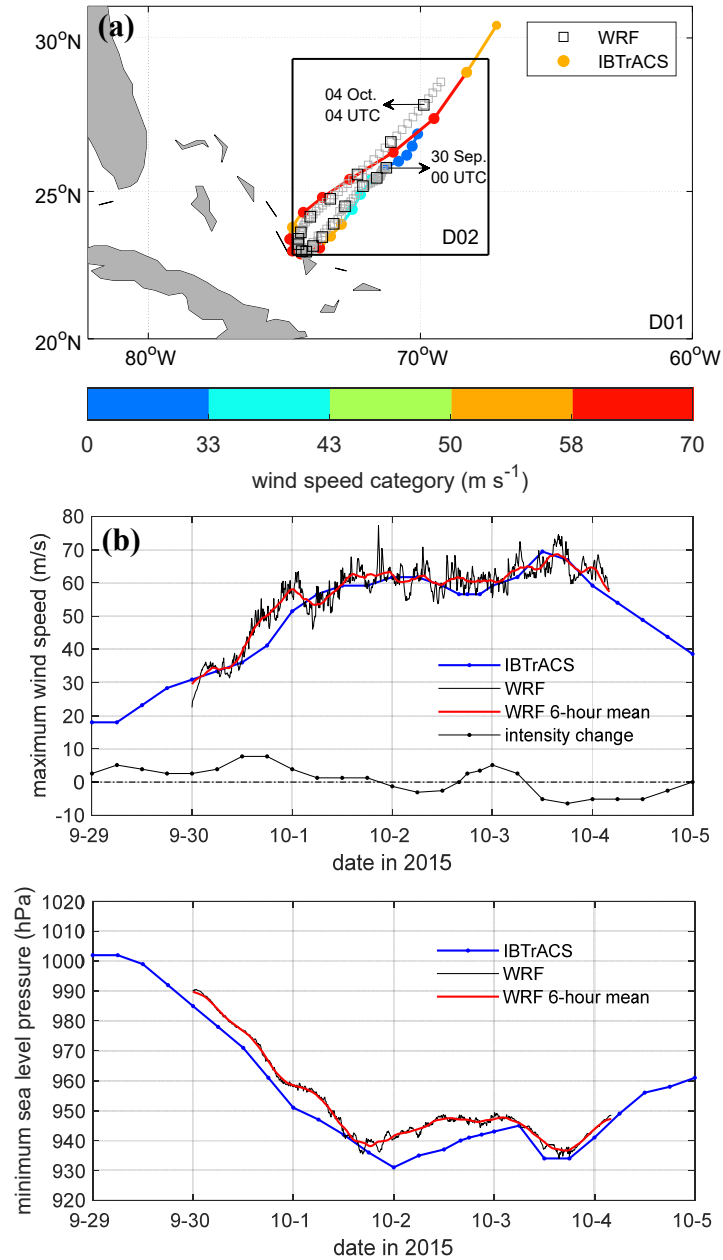 (a)
30°N
25°N
20°N
80°W
70°W
60°W
WRF
IBTrACS
04 Oct.
04 UTC
30 Sep.
00 UTC
D02
D01
0 33 43 50 58 70
wind speed category (m s⁻¹)
(b)
maximum wind speed (m/s)
80
70
60
50
40
30
20
10
0
-10
IBTrACS
WRF
WRF 6-hour mean
intensity change
9-29 9-30 10-1 10-2 10-3 10-4 10-5
date in 2015
minimum sea level pressure (hPa)
1020
1010
1000
990
980
970
960
950
940
930
920
IBTrACS
WRF
WRF 6-hour mean
9-29 9-30 10-1 10-2 10-3 10-4 10-5
date in 2015